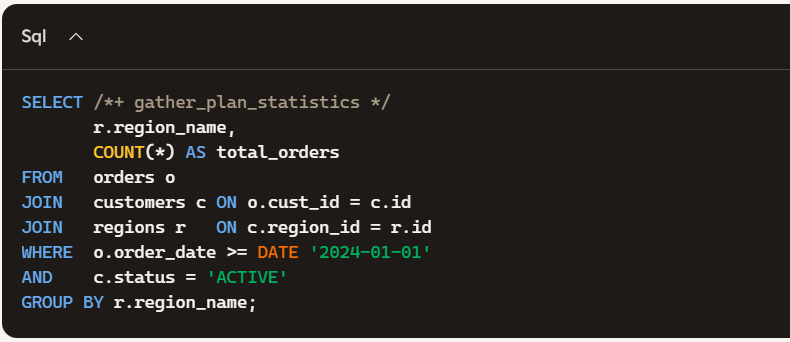 Sql
SELECT /*+ gather_plan_statistics */
       r.region_name,
       COUNT(*) AS total_orders
FROM   orders o
JOIN   customers c ON o.cust_id = c.id
JOIN   regions r   ON c.region_id = r.id
WHERE  o.order_date >= DATE '2024-01-01'
AND    c.status = 'ACTIVE'
GROUP BY r.region_name;